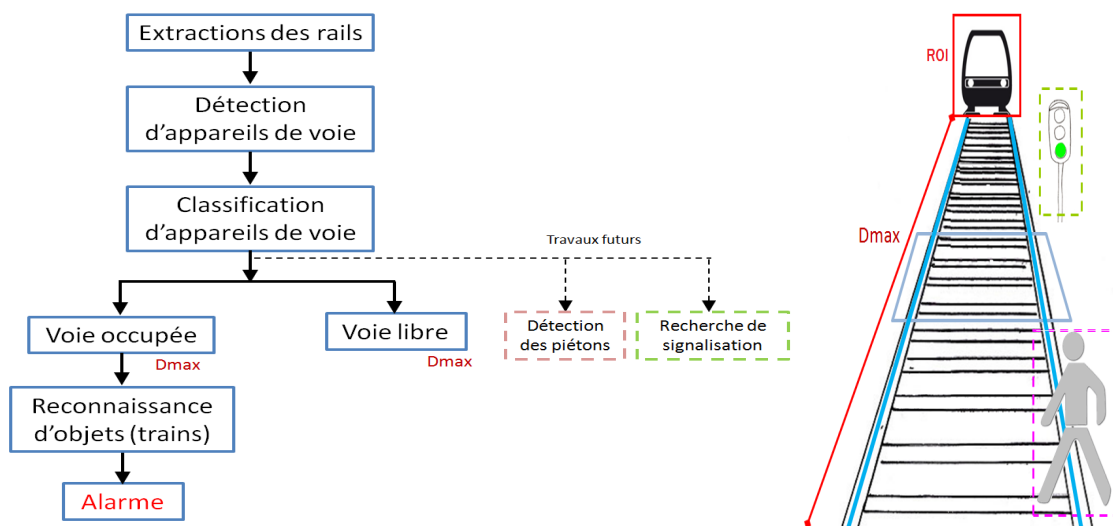 Extractions des rails
Détection
d'appareils de voie
Classification
d'appareils de voie
Travaux futurs
Voie occupée
Dmax
Voie libre
Dmax
Détection
des piétons
Recherche de
signalisation
Reconnaissance
d'objets (trains)
Alarme
ROI
Dmax